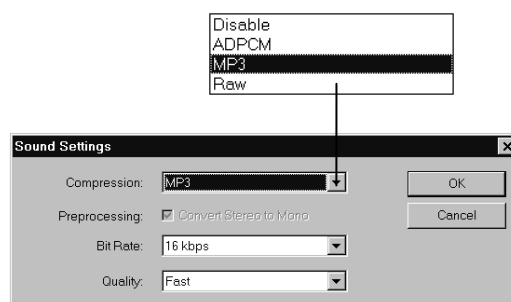 Disable
ADPCM
MP3
Raw
Sound Settings
Compression: MP3 OK
Preprocessing: Convert Stereo to Mono Cancel
Bit Rate: 16 kbps
Quality: Fast